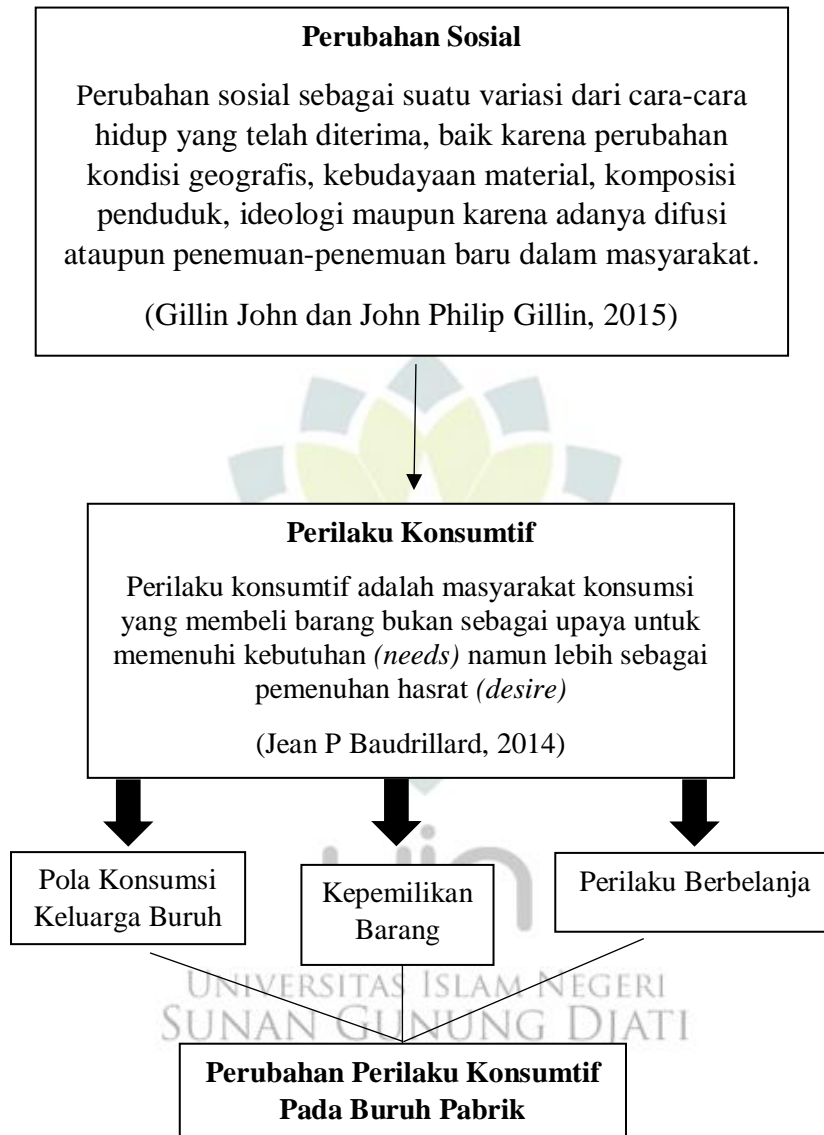 Perubahan Sosial
Perubahan sosial sebagai suatu variasi dari cara-cara
hidup yang telah diterima, baik karena perubahan
kondisi geografis, kebudayaan material, komposisi
penduduk, ideologi maupun karena adanya difusi
ataupun penemuan-penemuan baru dalam masyarakat.
(Gillin John dan John Philip Gillin, 2015)
Perilaku Konsumtif
Perilaku konsumtif adalah masyarakat konsumsi
yang membeli barang bukan sebagai upaya untuk
memenuhi kebutuhan (needs) namun lebih sebagai
pemenuhan hasrat (desire)
(Jean P Baudrillard, 2014)
Pola Konsumsi
Keluarga Buruh
Kepemilikan
Barang
Perilaku Berbelanja
uin
UNIVERSITAS ISLAM NEGERI
SUNAN GUNUNG DJATI
Perubahan Perilaku Konsumtif
Pada Buruh Pabrik